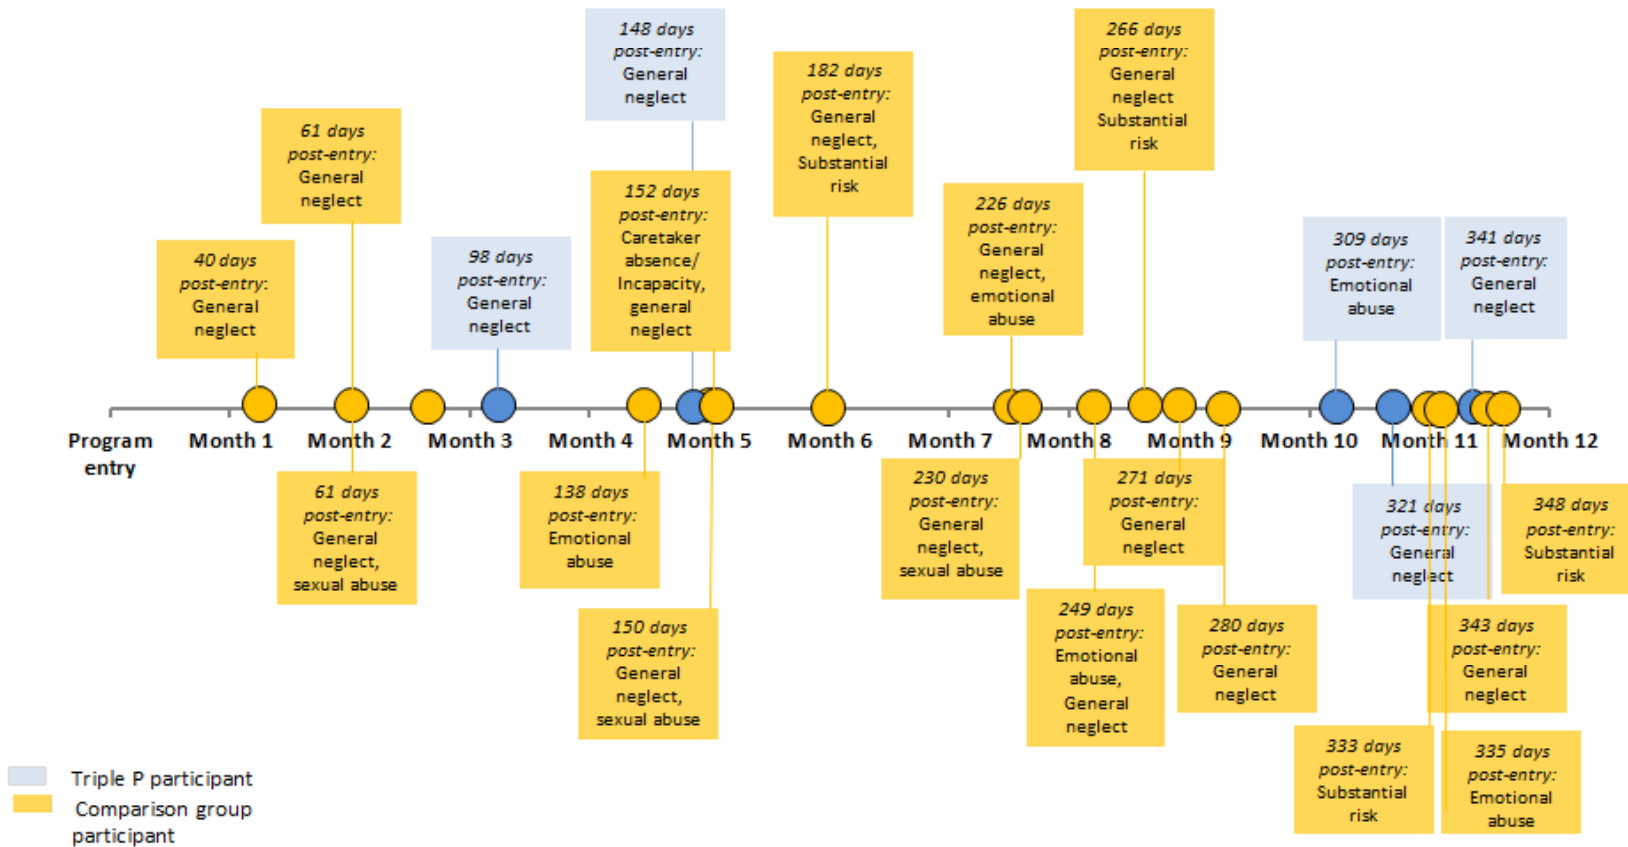 148 days
post-entry:
General
neglect
266 days
post-entry:
General
neglect
Substantial
risk
182 days
post-entry:
General
neglect,
Substantial
risk
61 days
post-entry:
General
neglect
152 days
post-entry:
Caretaker
absence/
Incapacity,
general
neglect
226 days
post-entry:
General
neglect,
emotional
abuse
40 days
post-entry:
General
neglect
98 days
post-entry:
General
neglect
309 days
post-entry:
Emotional
abuse
341 days
post-entry:
General
neglect
Program
entry
Month 1
Month 2
Month 3
Month 4
Month 5
Month 6
Month 7
Month 8
Month 9
Month 10
Month 11
Month 12
61 days
post-entry:
General
neglect,
sexual abuse
138 days
post-entry:
Emotional
abuse
150 days
post-entry:
General
neglect,
sexual abuse
230 days
post-entry:
General
neglect,
sexual abuse
271 days
post-entry:
General
neglect
249 days
post-entry:
Emotional
abuse,
General
neglect
280 days
post-entry:
General
neglect
321 days
post-entry:
General
neglect
348 days
post-entry:
Substantial
risk
343 days
post-entry:
General
neglect
333 days
post-entry:
Substantial
risk
335 days
post-entry:
Emotional
abuse
Triple P participant
Comparison group
participant